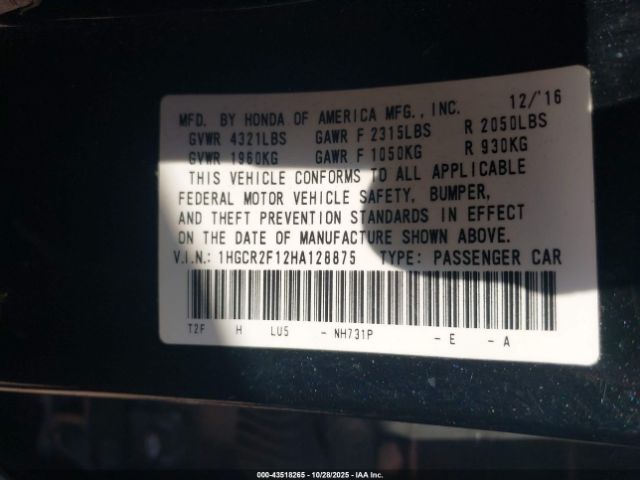 MFD. BY HONDA OF AMERICA MFG., INC. 12/'16
GVWR 4321LBS GAWR F 2315LBS R 2050LBS
GVWR 1960KG GAWR F 1050KG R 930KG
THIS VEHICLE CONFORMS TO ALL APPLICABLE
FEDERAL MOTOR VEHICLE SAFETY, BUMPER,
AND THEFT PREVENTION STANDARDS IN EFFECT
ON THE DATE OF MANUFACTURE SHOWN ABOVE.
V.I.N.: 1HGCR2F12HA128875 TYPE: PASSENGER CAR
T2F H LU5 - NH731P - E - A
000-43518265 - 10/28/2025 - IAA Inc.